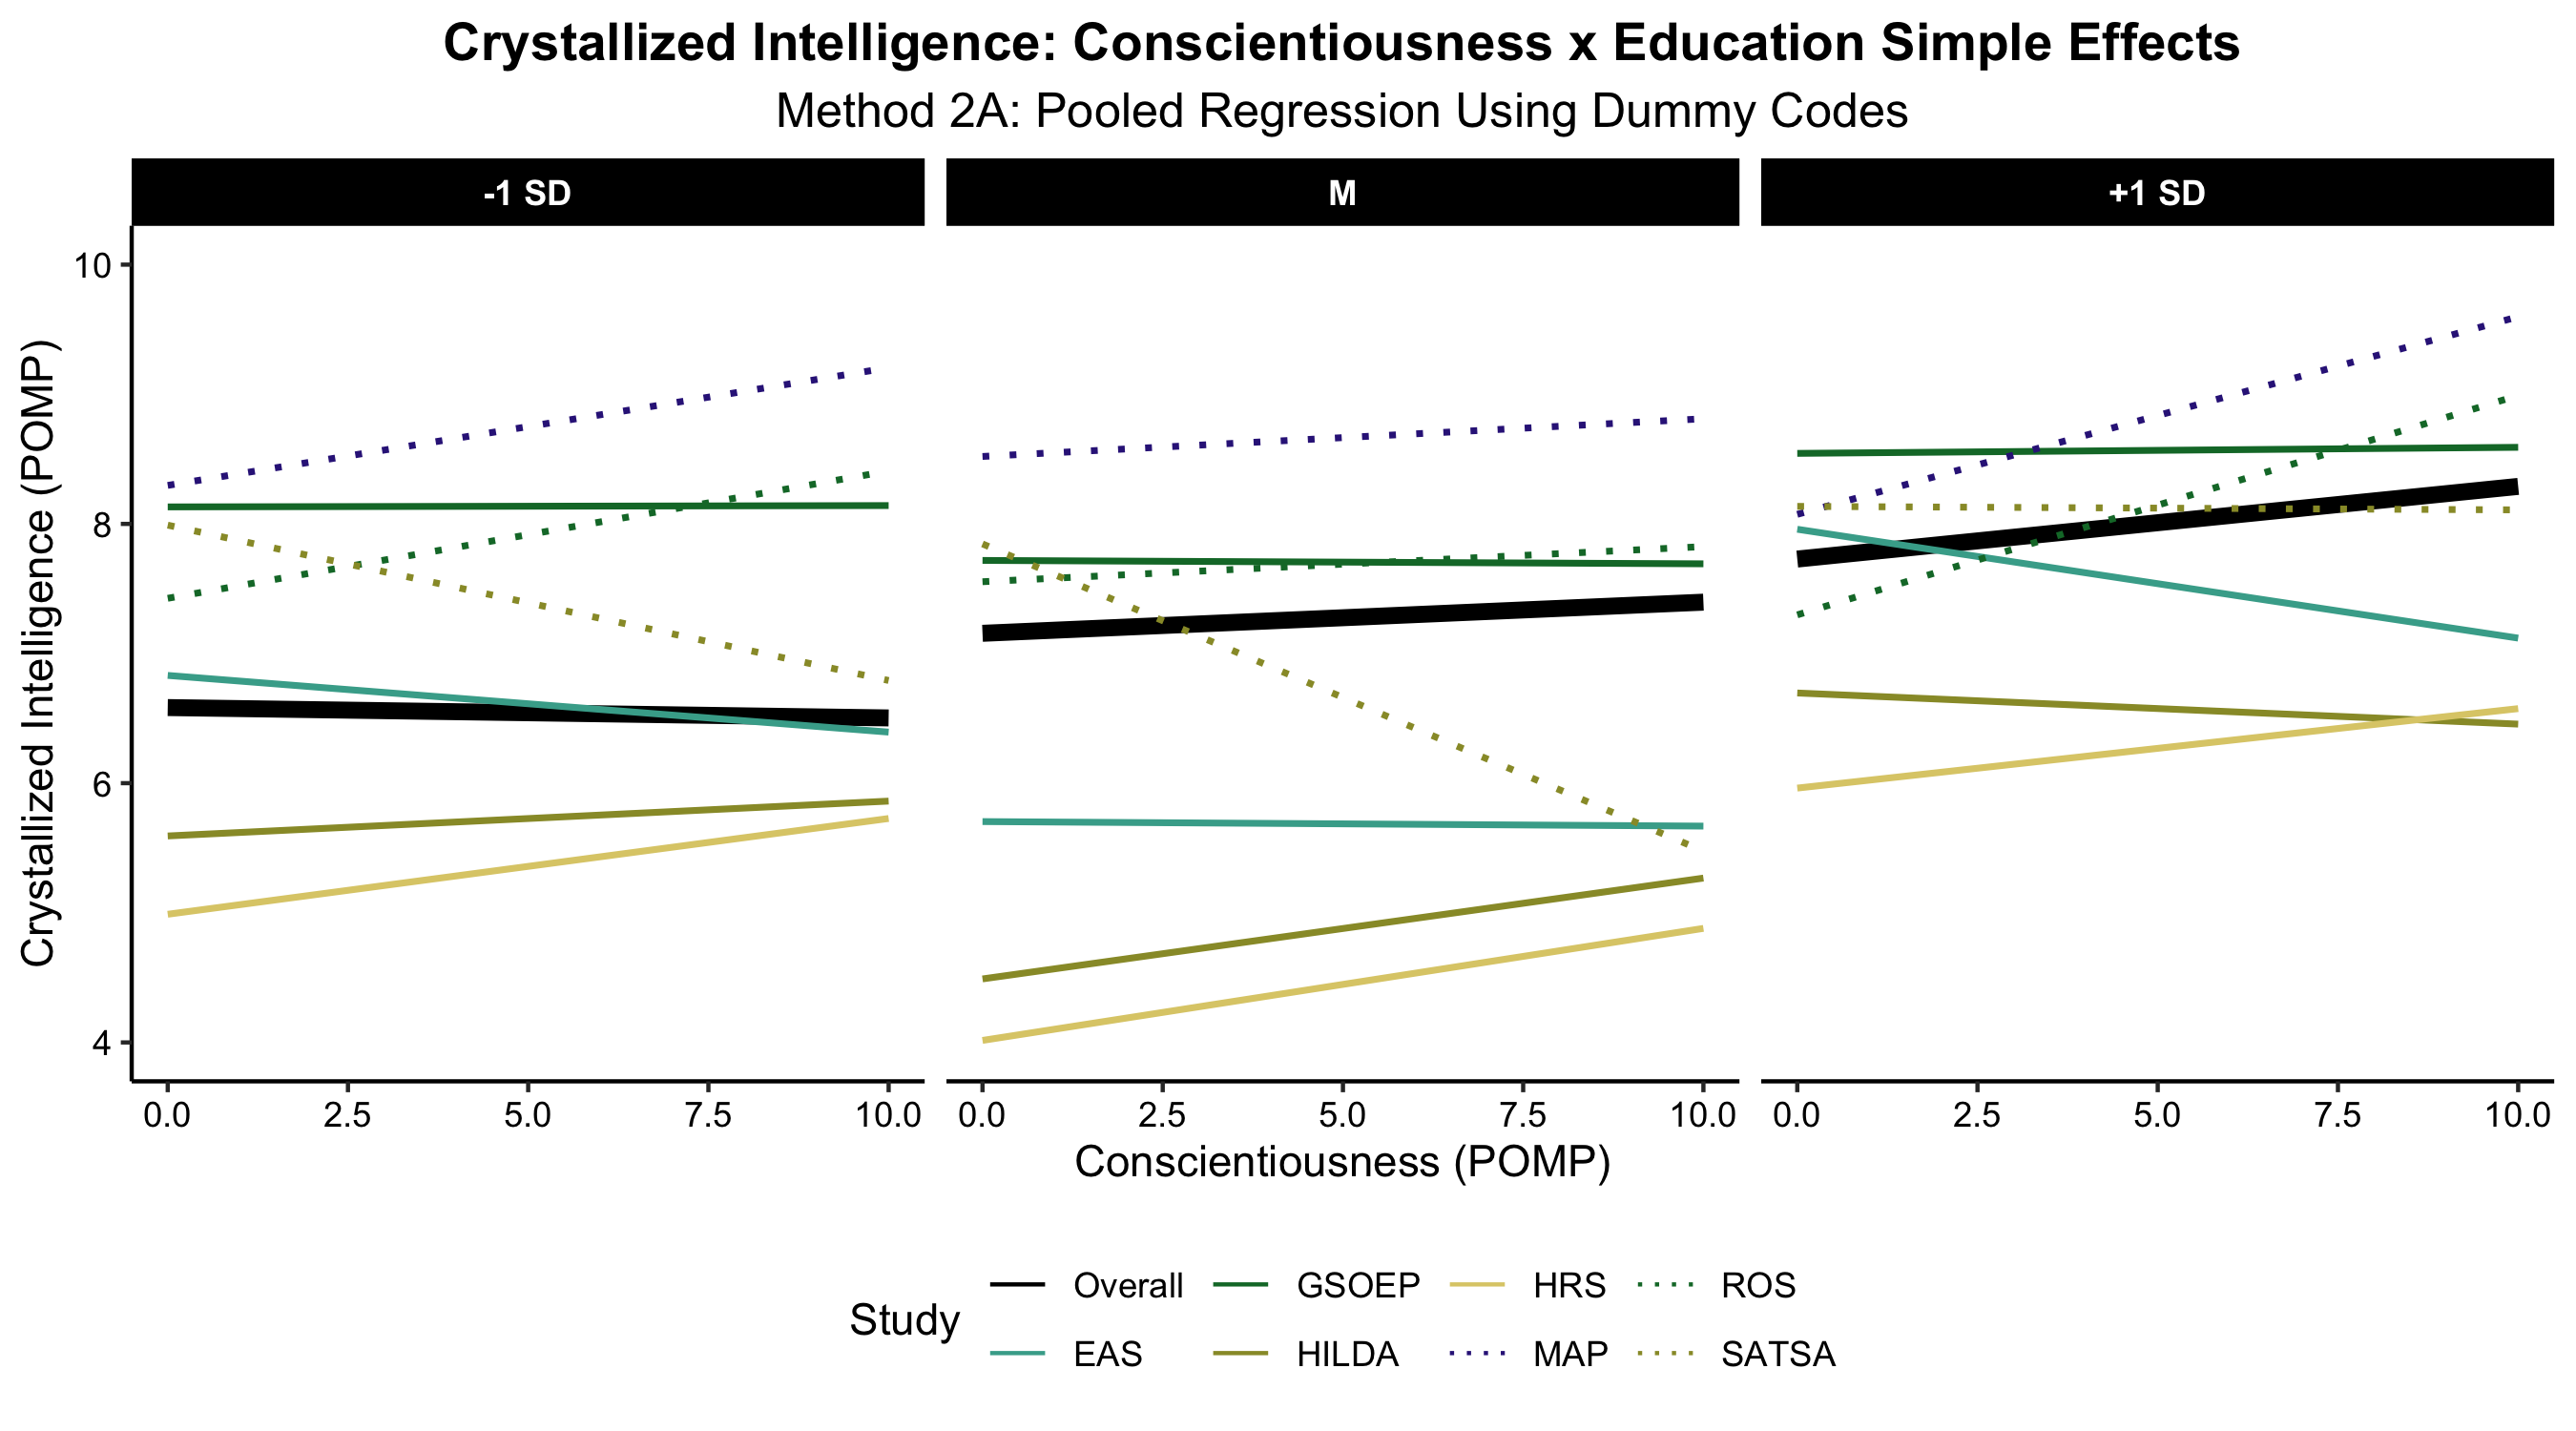 Crystallized Intelligence: Conscientiousness x Education Simple Effects
Method 2A: Pooled Regression Using Dummy Codes
-1 SD M +1 SD
Crystallized Intelligence (POMP)
10
8
6
4
0.0 2.5 5.0 7.5 10.0 0.0 2.5 5.0 7.5 10.0 0.0 2.5 5.0 7.5 10.0
Conscientiousness (POMP)
Study
Overall GSOEP HRS ROS
EAS HILDA MAP SATSA